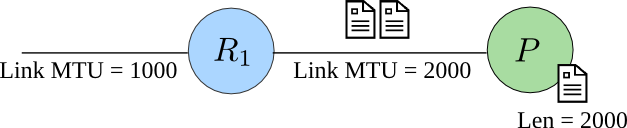 R1
P
Link MTU = 1000
Link MTU = 2000
Len = 2000